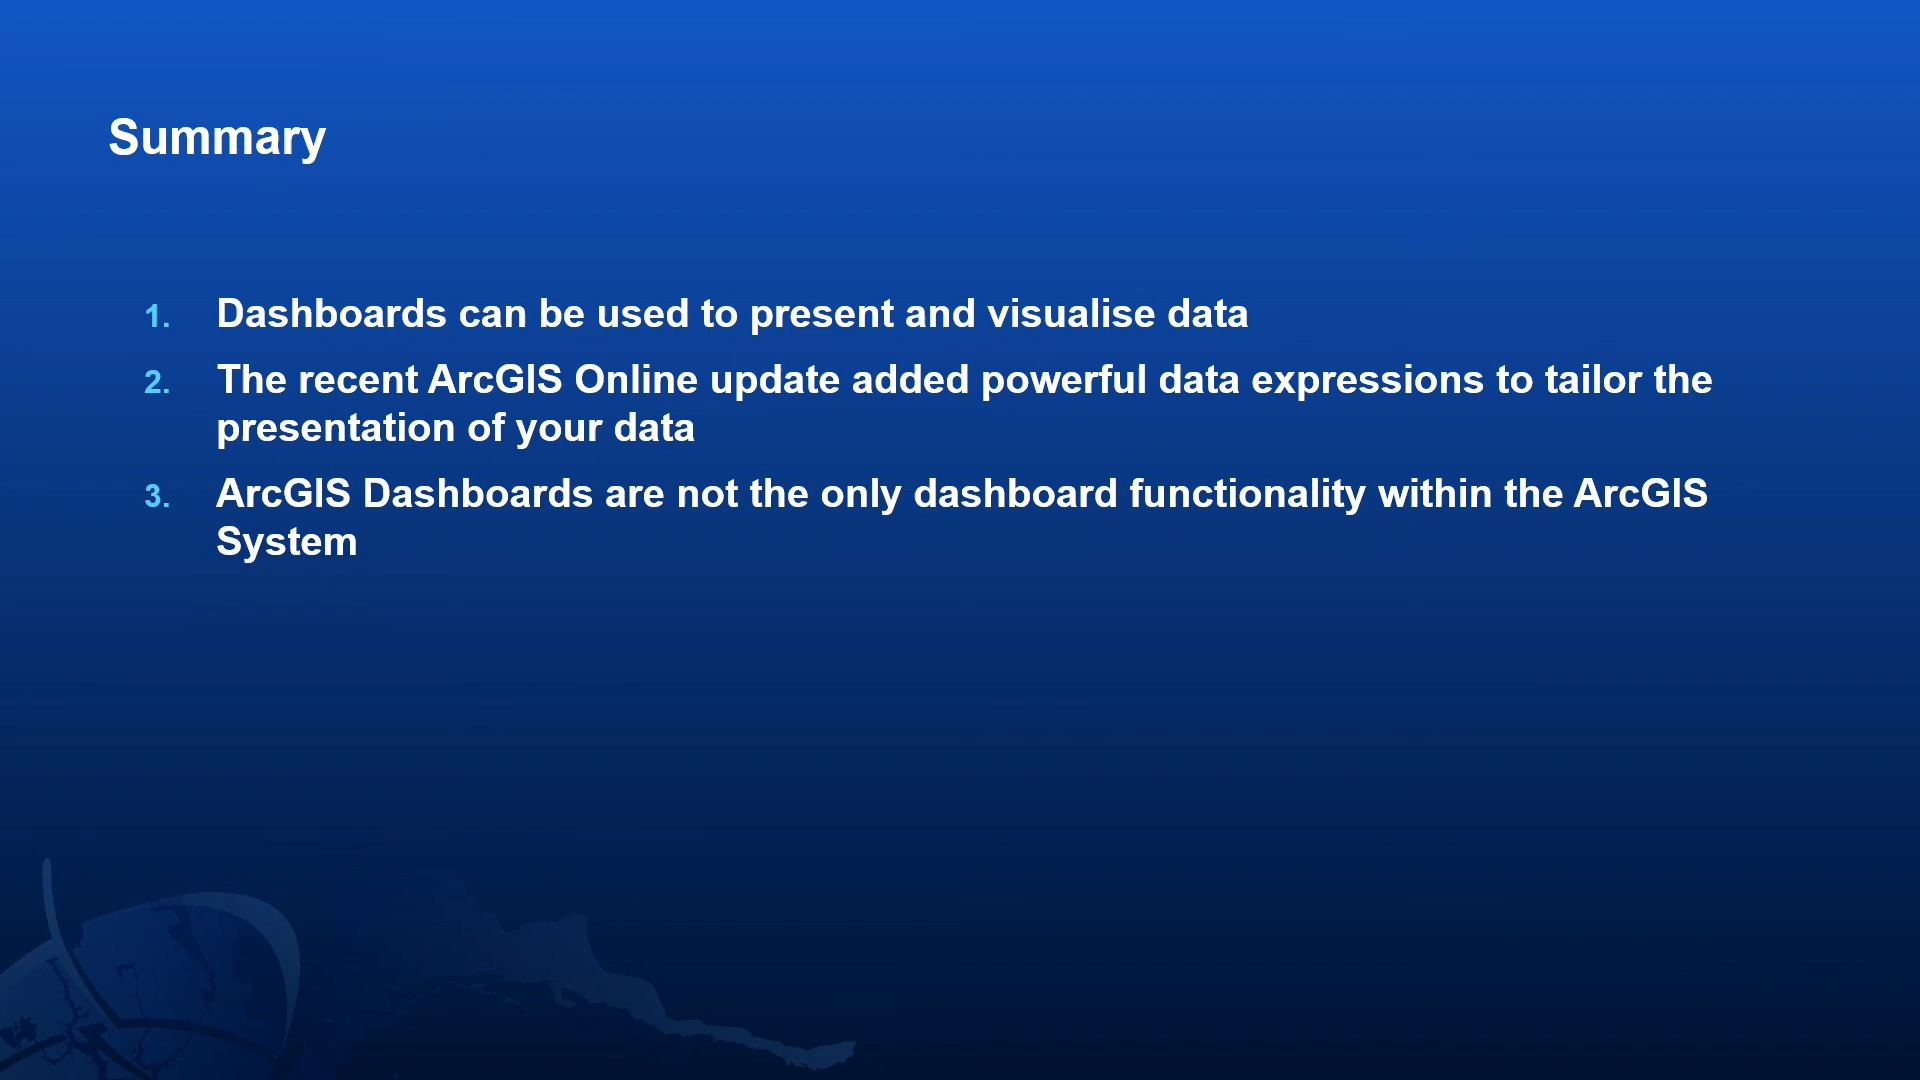 Summary
1. Dashboards can be used to present and visualise data
2. The recent ArcGIS Online update added powerful data expressions to tailor the
presentation of your data
3. ArcGIS Dashboards are not the only dashboard functionality within the ArcGIS
System